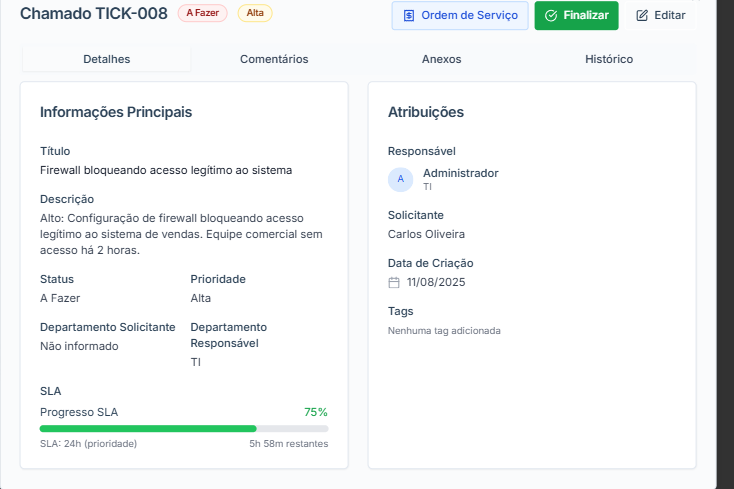 Chamado TICK-008
A Fazer
Alta
Ordem de Serviço
Finalizar
Editar
Detalhes
Comentários
Anexos
Histórico
Informações Principais
Título
Firewall bloqueando acesso legítimo ao sistema
Descrição
Alto: Configuração de firewall bloqueando acesso
legítimo ao sistema de vendas. Equipe comercial sem
acesso há 2 horas.
Status
A Fazer
Prioridade
Alta
Departamento Solicitante
Não informado
Departamento
Responsável
TI
SLA
Progresso SLA
75%
SLA: 24h (prioridade)
5h 58m restantes
Atribuições
Responsável
A
Administrador
TI
Solicitante
Carlos Oliveira
Data de Criação
11/08/2025
Tags
Nenhuma tag adicionada